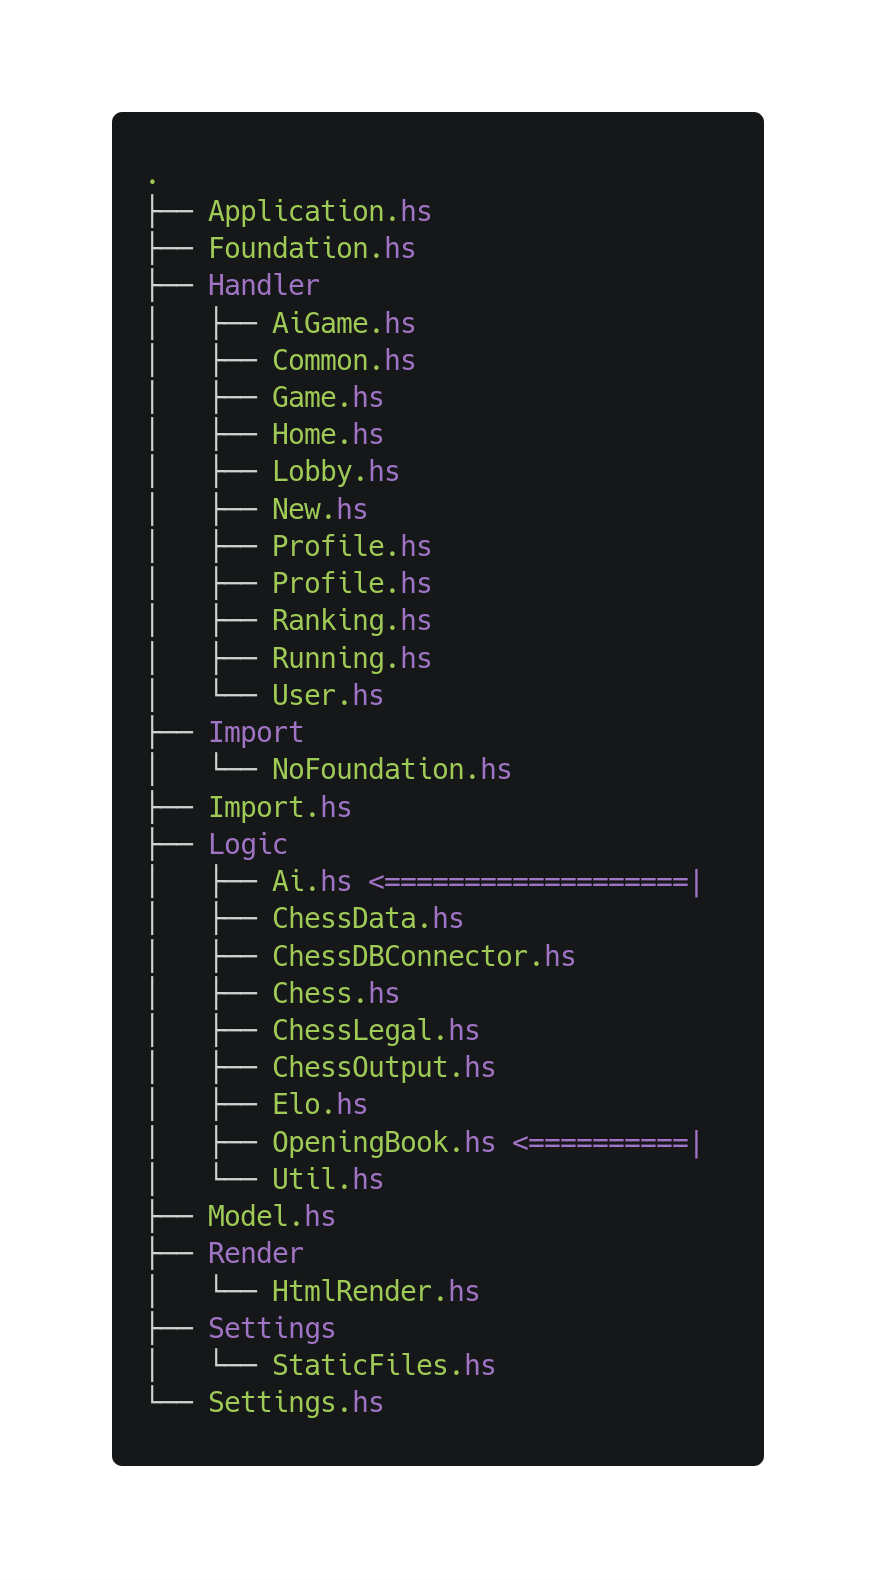 .
├── Application.hs
├── Foundation.hs
├── Handler
│   ├── AiGame.hs
│   ├── Common.hs
│   ├── Game.hs
│   ├── Home.hs
│   ├── Lobby.hs
│   ├── New.hs
│   ├── Profile.hs
│   ├── Profile.hs
│   ├── Ranking.hs
│   ├── Running.hs
│   └── User.hs
├── Import
│   └── NoFoundation.hs
├── Import.hs
├── Logic
│   ├── Ai.hs <===================|
│   ├── ChessData.hs
│   ├── ChessDBConnector.hs
│   ├── Chess.hs
│   ├── ChessLegal.hs
│   ├── ChessOutput.hs
│   ├── Elo.hs
│   ├── OpeningBook.hs <==========|
│   └── Util.hs
├── Model.hs
├── Render
│   └── HtmlRender.hs
├── Settings
│   └── StaticFiles.hs
└── Settings.hs